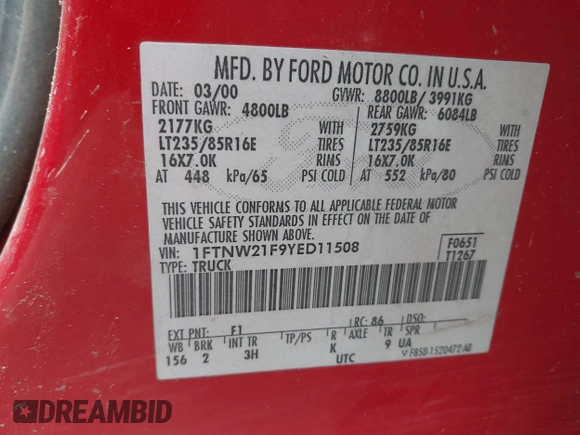 MFD. BY FORD MOTOR CO. IN U.S.A.
DATE: 03/00 GVWR: 8800LB/3991KG
FRONT GAWR: 4800LB REAR GAWR: 6084LB
2177KG WITH 2759KG WITH
LT235/85R16E TIRES LT235/85R16E TIRES
16X7.0K RIMS 16X7.0K RIMS
AT 448 kPa/65 PSI COLD AT 552 kPa/80 PSI COLD
THIS VEHICLE CONFORMS TO ALL APPLICABLE FEDERAL MOTOR
VEHICLE SAFETY STANDARDS IN EFFECT ON THE DATE OF
MANUFACTURE SHOWN ABOVE.
VIN: 1FTNW21F9YED11508 F0651
TYPE: TRUCK T1267
EXT PNT: F1 RC: 86 DSO:
WB BRK INT TR TP/PS R AXLE TR SPR
156 2 3H K 9 UA
UTC F85B-1520472-AB
DREAMBID